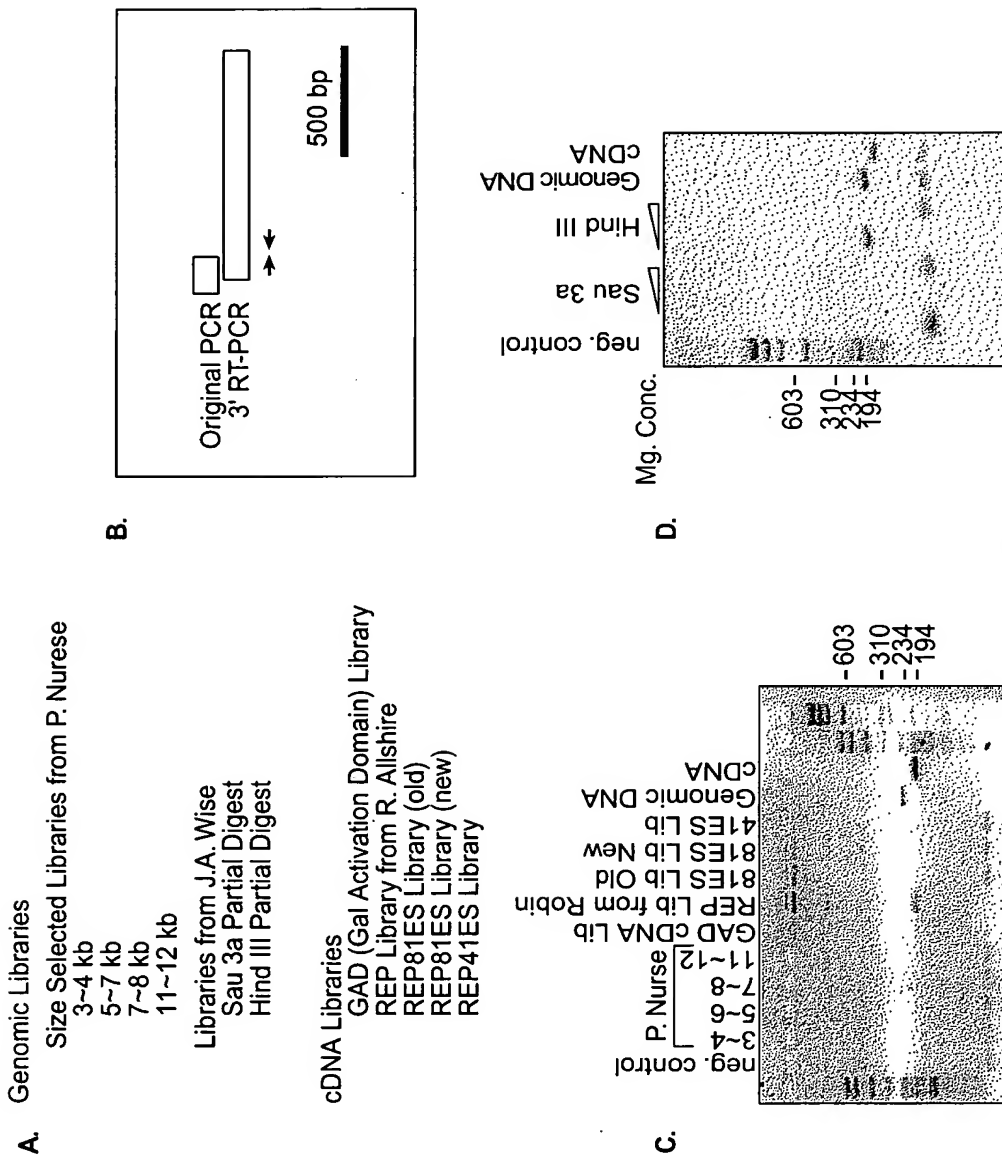 A.
Genomic Libraries
Size Selected Libraries from P. Nurese
3~4 kb
5~7 kb
7~8 kb
11~12 kb
Libraries from J.A. Wise
Sau 3a Partial Digest
Hind III Partial Digest
cDNA Libraries
GAD (Gal Activation Domain) Library
REP Library from R. Allshire
REP81ES Library (old)
REP81ES Library (new)
REP41ES Library
B.
Original PCR
3' RT-PCR
500 bp
C.
neg. control
P. Nurse
3~4
5~6
7~8
11~12
GAD cDNA Lib
REP Lib from Robin
81ES Lib Old
81ES Lib New
41ES Lib
Genomic DNA
cDNA
-603
-310
-234
-194
D.
Mg. Conc.
neg. control
Sau 3a
Hind III
Genomic DNA
cDNA
603-
310-
234-
194-